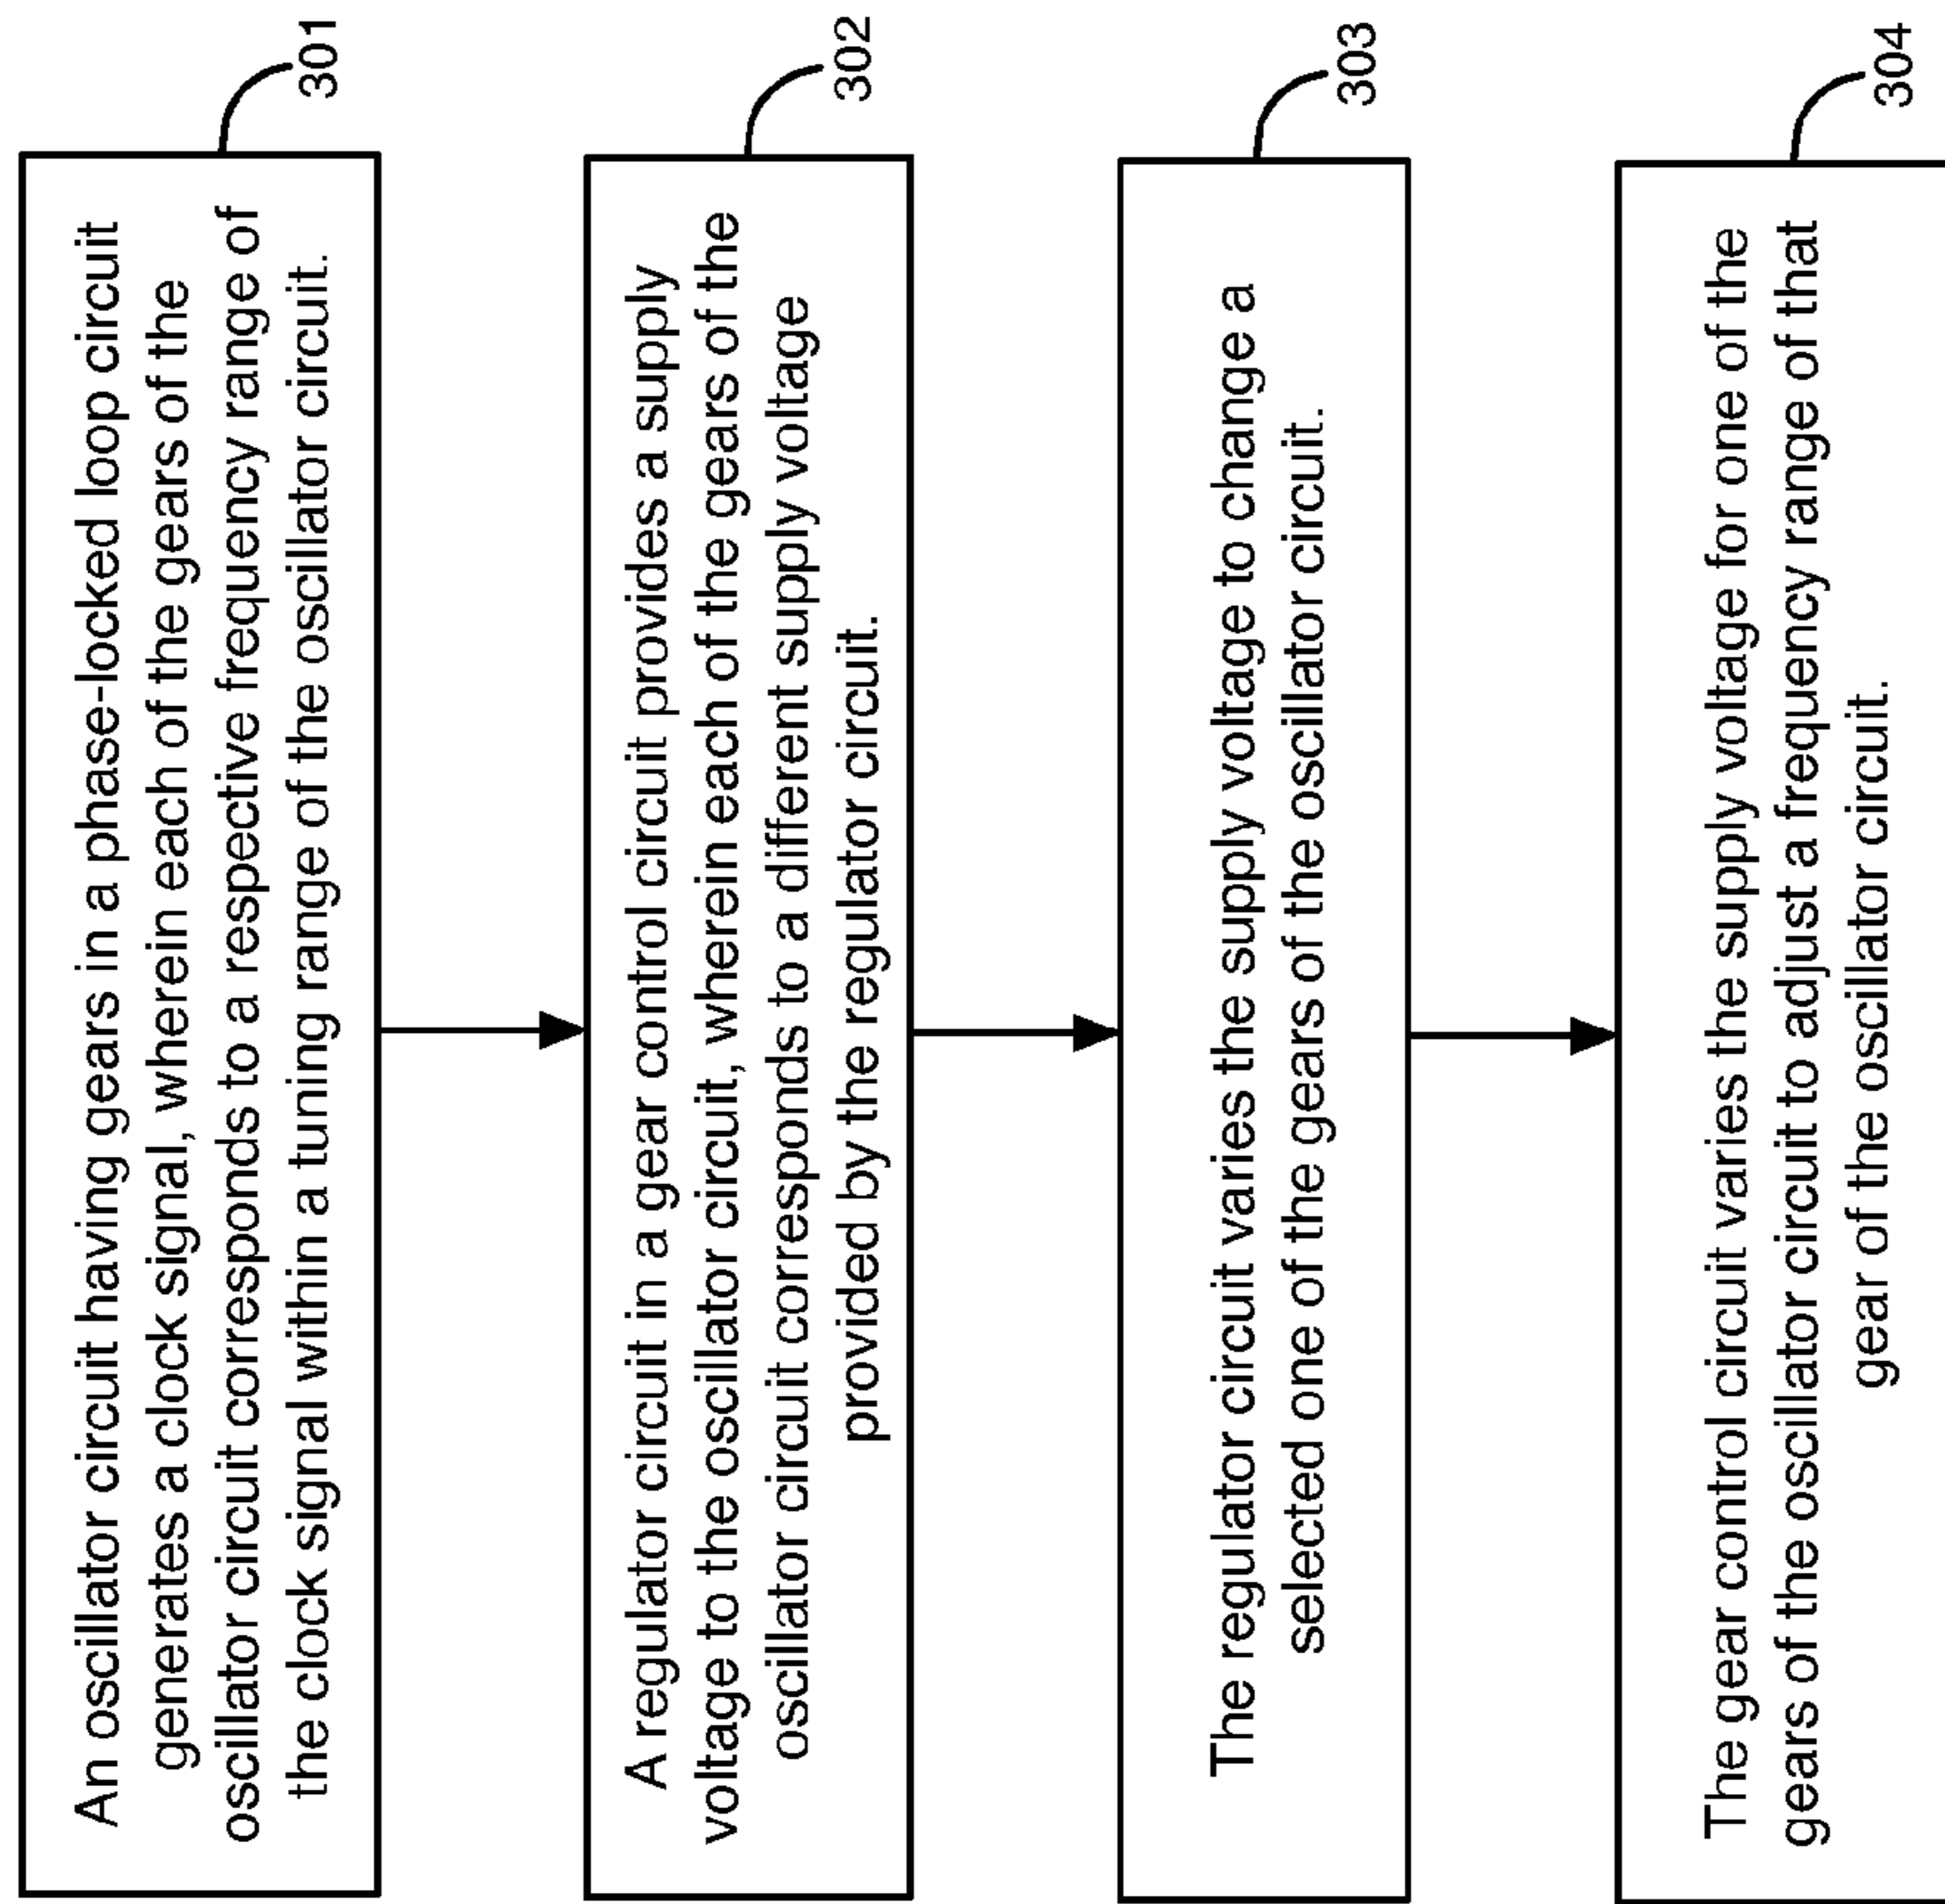 An oscillator circuit having gears in a phase-locked loop circuit
generates a clock signal, wherein each of the gears of the
oscillator circuit corresponds to a respective frequency range of
the clock signal within a tuning range of the oscillator circuit.
301
A regulator circuit in a gear control circuit provides a supply
voltage to the oscillator circuit, wherein each of the gears of the
oscillator circuit corresponds to a different supply voltage
provided by the regulator circuit.
302
The regulator circuit varies the supply voltage to change a
selected one of the gears of the oscillator circuit.
303
The gear control circuit varies the supply voltage for one of the
gears of the oscillator circuit to adjust a frequency range of that
gear of the oscillator circuit.
304